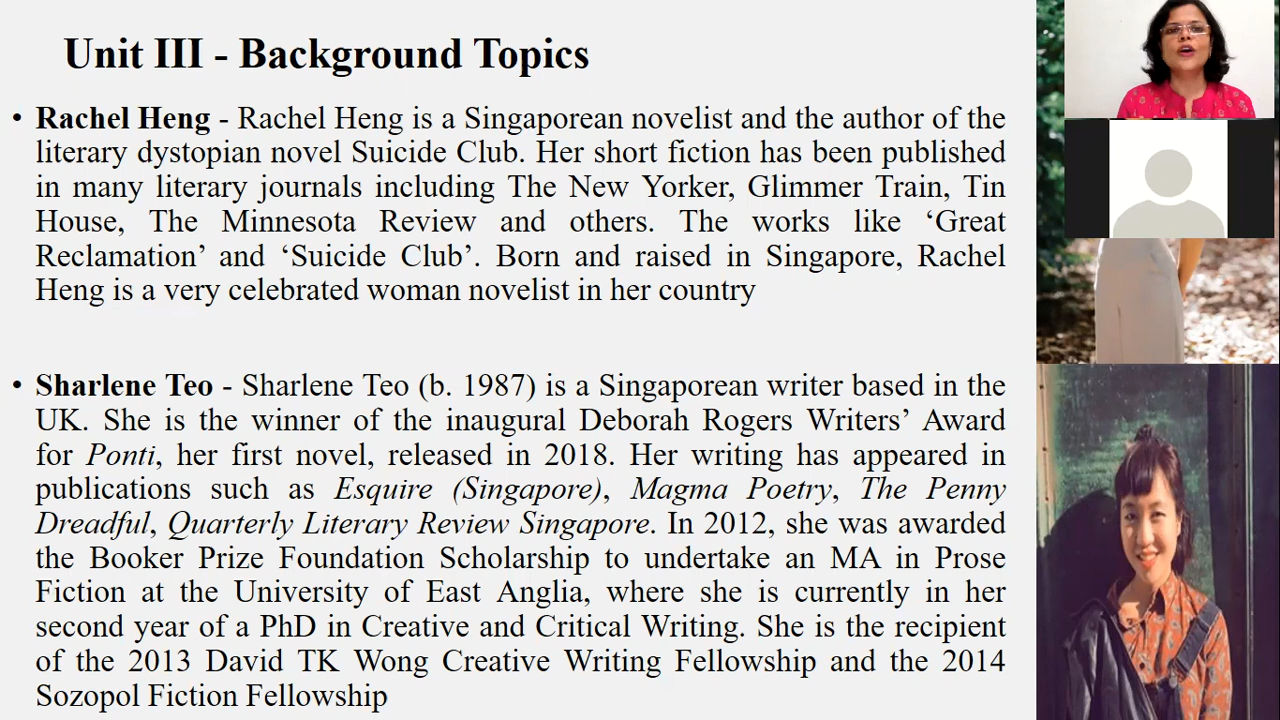 Unit III - Background Topics
• Rachel Heng - Rachel Heng is a Singaporean novelist and the author of the
literary dystopian novel Suicide Club. Her short fiction has been published
in many literary journals including The New Yorker, Glimmer Train, Tin
House, The Minnesota Review and others. The works like ‘Great
Reclamation’ and ‘Suicide Club’. Born and raised in Singapore, Rachel
Heng is a very celebrated woman novelist in her country
• Sharlene Teo - Sharlene Teo (b. 1987) is a Singaporean writer based in the
UK. She is the winner of the inaugural Deborah Rogers Writers’ Award
for Ponti, her first novel, released in 2018. Her writing has appeared in
publications such as Esquire (Singapore), Magma Poetry, The Penny
Dreadful, Quarterly Literary Review Singapore. In 2012, she was awarded
the Booker Prize Foundation Scholarship to undertake an MA in Prose
Fiction at the University of East Anglia, where she is currently in her
second year of a PhD in Creative and Critical Writing. She is the recipient
of the 2013 David TK Wong Creative Writing Fellowship and the 2014
Sozopol Fiction Fellowship